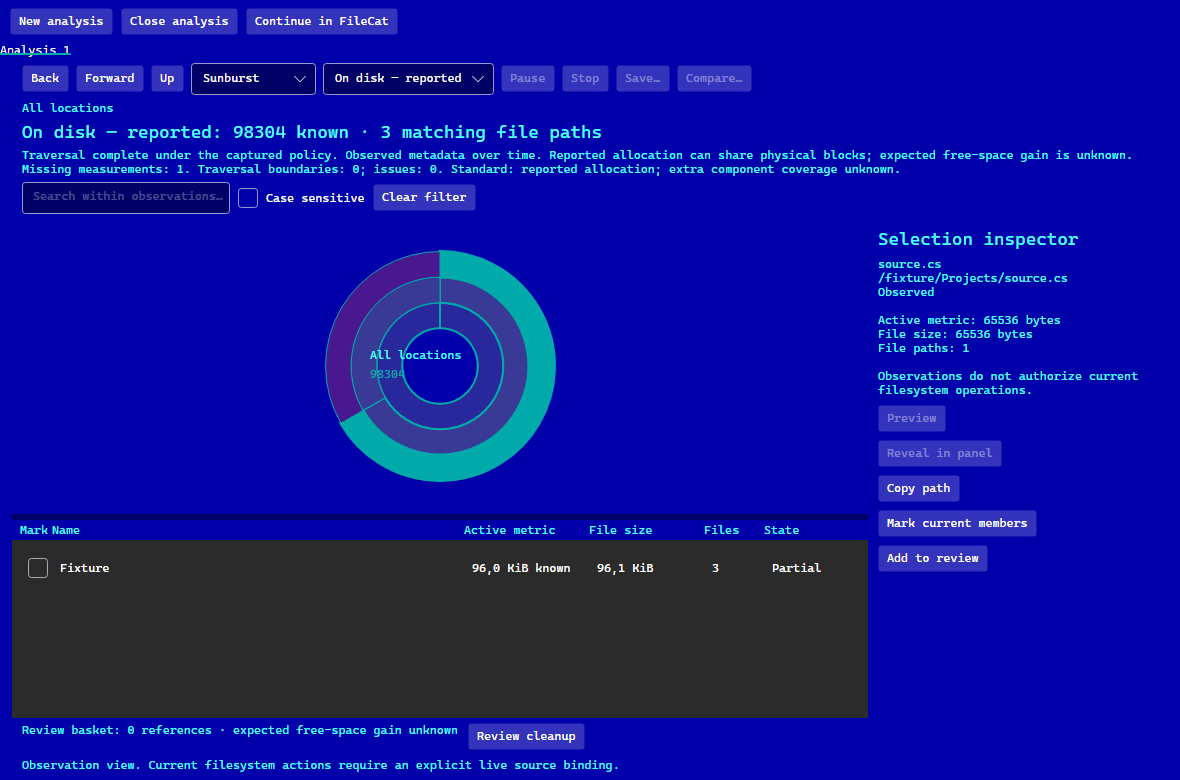 New analysis Close analysis Continue in FileCat
Analysis 1
Back Forward Up Sunburst On disk — reported Pause Stop Save… Compare…
All locations
On disk — reported: 98304 known · 3 matching file paths
Traversal complete under the captured policy. Observed metadata over time. Reported allocation can share physical blocks; expected free-space gain is unknown.
Missing measurements: 1. Traversal boundaries: 0; issues: 0. Standard: reported allocation; extra component coverage unknown.
Search within observations… Case sensitive Clear filter
All locations
98304
Selection inspector
source.cs
/fixture/Projects/source.cs
Observed
Active metric: 65536 bytes
File size: 65536 bytes
File paths: 1
Observations do not authorize current
filesystem operations.
Preview
Reveal in panel
Copy path
Mark current members
Add to review
Mark Name Active metric File size Files State
Fixture 96,0 KiB known 96,1 KiB 3 Partial
Review basket: 0 references · expected free-space gain unknown Review cleanup
Observation view. Current filesystem actions require an explicit live source binding.